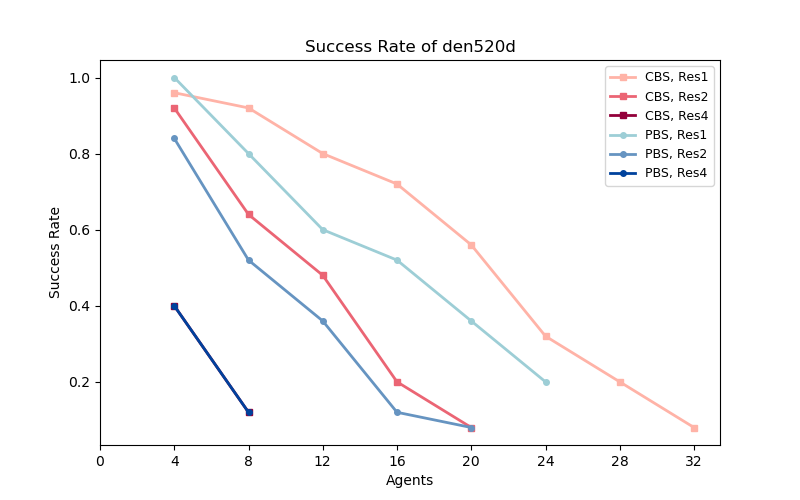 Success Rate of den520d
CBS, Res1
CBS, Res2
CBS, Res4
PBS, Res1
PBS, Res2
PBS, Res4
Success Rate
1.0
0.8
0.6
0.4
0.2
0 4 8 12 16 20 24 28 32
Agents